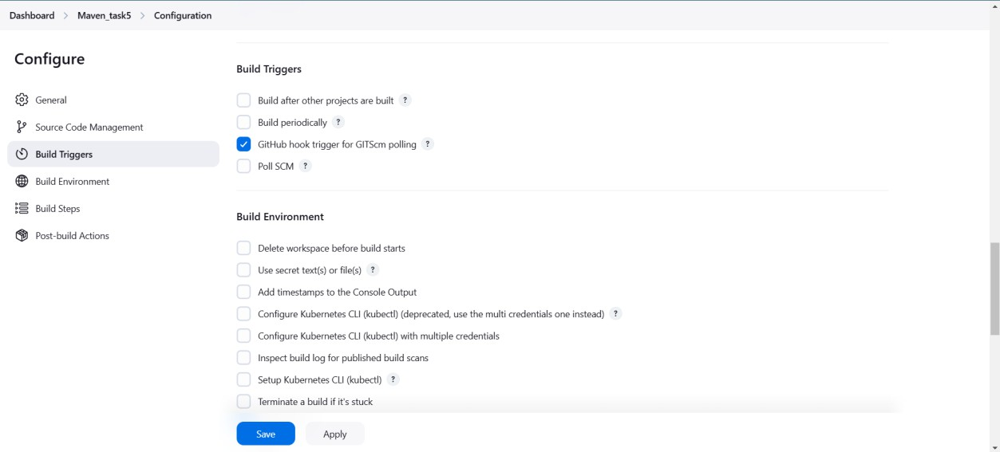 Dashboard > Maven_task5 > Configuration
Configure
General
Source Code Management
Build Triggers
Build Environment
Build Steps
Post-build Actions
Build Triggers
Build after other projects are built ?
Build periodically ?
GitHub hook trigger for GITScm polling ?
Poll SCM ?
Build Environment
Delete workspace before build starts
Use secret text(s) or file(s) ?
Add timestamps to the Console Output
Configure Kubernetes CLI (kubectl) (deprecated, use the multi credentials one instead) ?
Configure Kubernetes CLI (kubectl) with multiple credentials
Inspect build log for published build scans
Setup Kubernetes CLI (kubectl) ?
Terminate a build if it's stuck
Save Apply